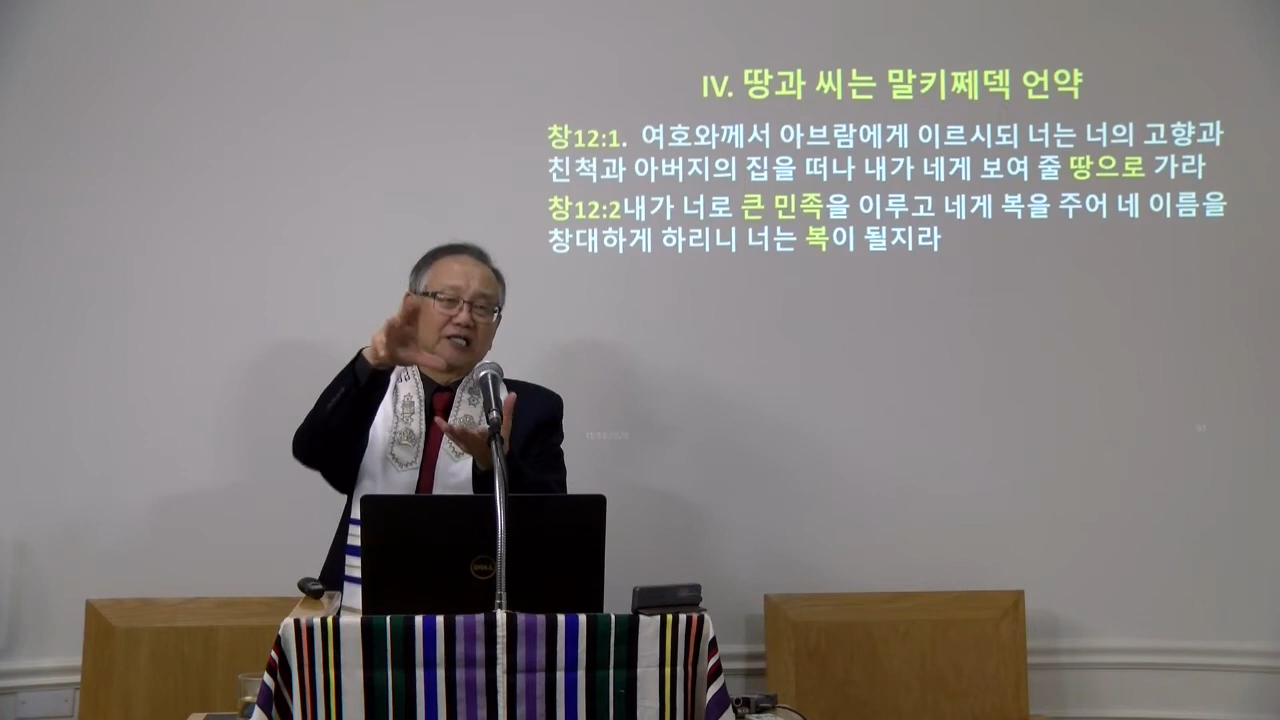 IV. 땅과 씨는 말키쩨덱 언약
창12:1. 여호와께서 아브람에게 이르시되 너는 너의 고향과
친척과 아버지의 집을 떠나 내가 네게 보여 줄 땅으로 가라
창12:2내가 너로 큰 민족을 이루고 네게 복을 주어 네 이름을
창대하게 하리니 너는 복이 될지라
DELL